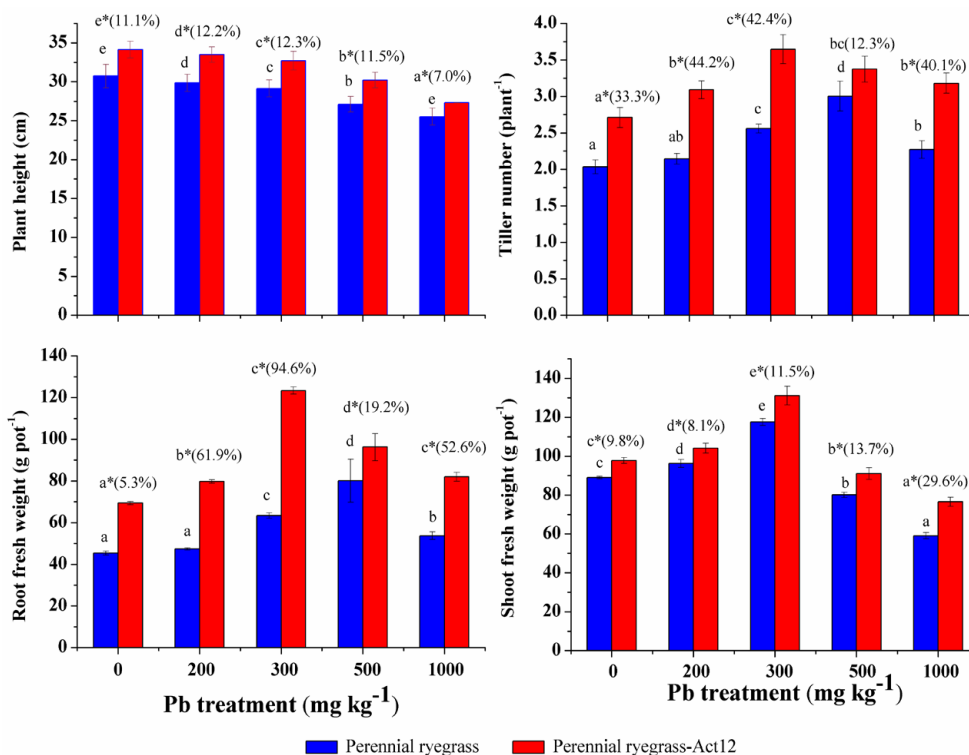 Plant height (cm)
35
30
25
20
15
10
5
0
e*(11.1%)
e
d*(12.2%)
d
c*(12.3%)
c
b*(11.5%)
b
a*(7.0%)
e
Tiller number (plant-1)
4.0
3.5
3.0
2.5
2.0
1.5
1.0
0.5
0.0
a*(33.3%)
a
b*(44.2%)
ab
c*(42.4%)
c
bc(12.3%)
d
b*(40.1%)
b
Root fresh weight (g pot-1)
140
120
100
80
60
40
20
0
a*(5.3%)
a
b*(61.9%)
a
c*(94.6%)
c
d*(19.2%)
d
c*(52.6%)
b
0 200 300 500 1000
Pb treatment (mg kg-1)
Shoot fresh weight (g pot-1)
140
120
100
80
60
40
20
0
c*(9.8%)
c
d*(8.1%)
d
e*(11.5%)
e
b*(13.7%)
b
a*(29.6%)
a
0 200 300 500 1000
Pb treatment (mg kg-1)
Perennial ryegrass Perennial ryegrass-Act12